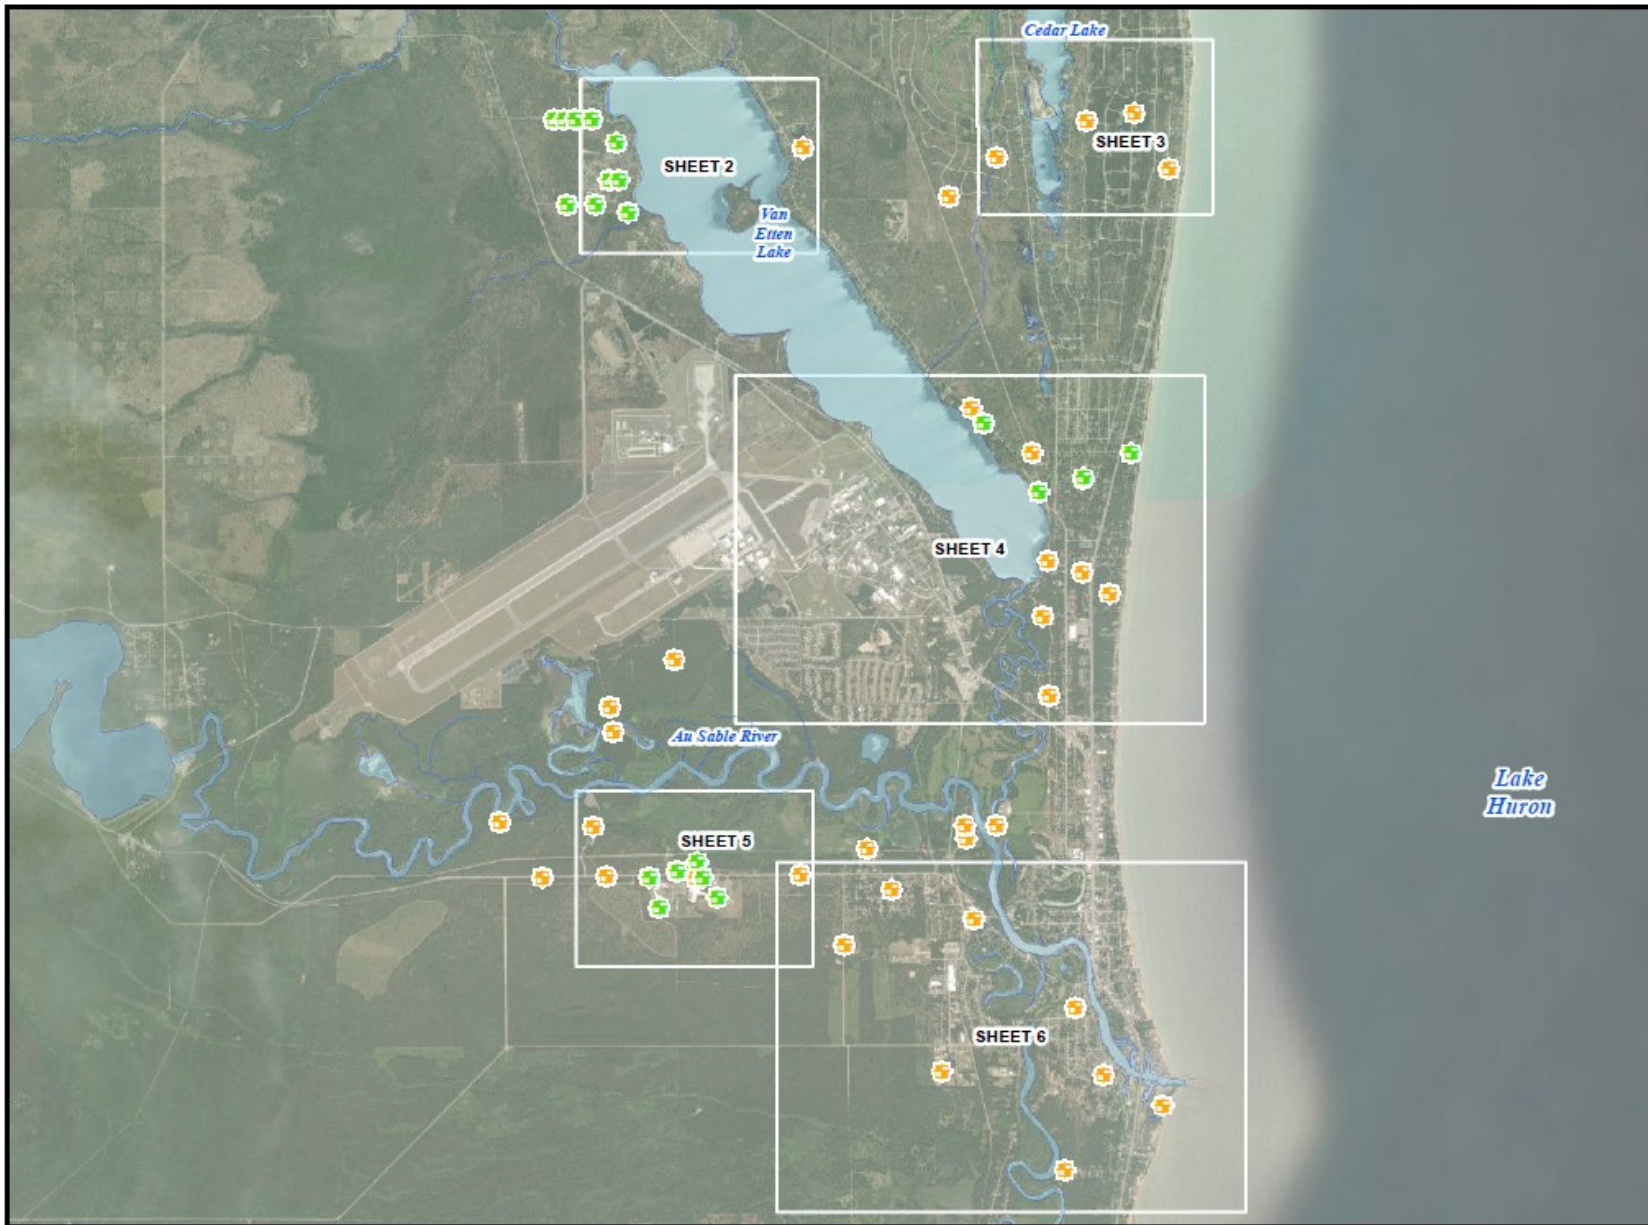 Cedar Lake
SHEET 3
SHEET 2
Van
Etten
Lake
SHEET 4
Au Sable River
Lake
Huron
SHEET 5
SHEET 6